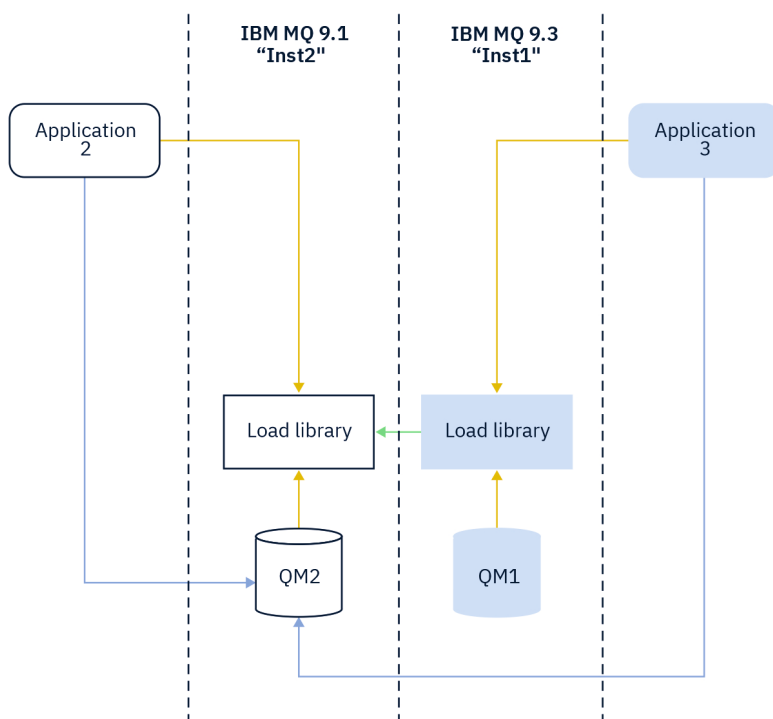 IBM MQ 9.1
“Inst2"
IBM MQ 9.3
“Inst1"
Application
2
Application
3
Load library
Load library
QM2
QM1